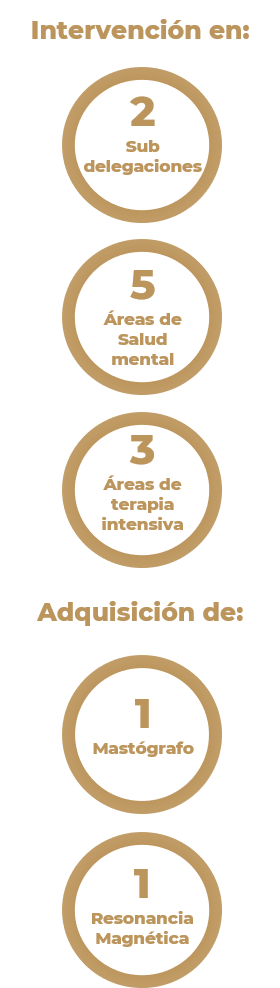 Intervención en:
2
Sub
delegaciones
5
Áreas de
Salud
mental
3
Áreas de
terapia
intensiva
Adquisición de:
1
Mastógrafo
1
Resonancia
Magnética